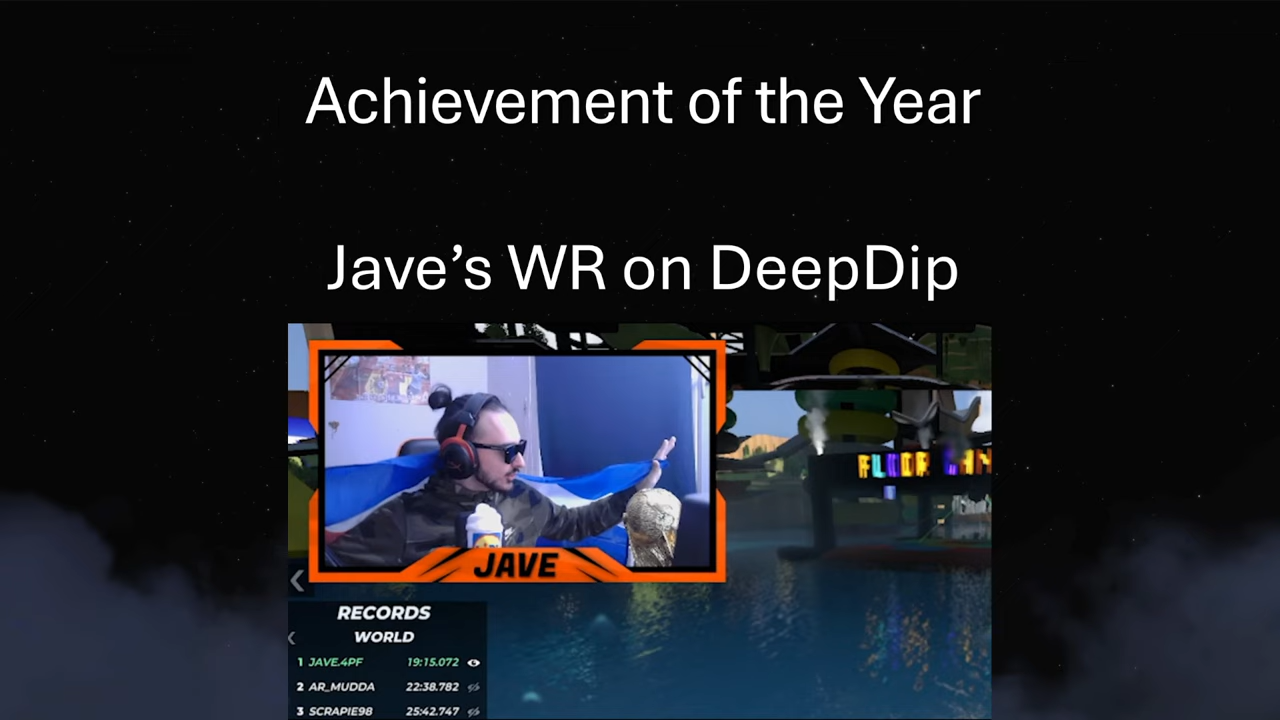 Achievement of the Year
Jave’s WR on DeepDip
JAVE
RECORDS
WORLD
1 JAVE.4PF 19:15.072
2 AR_MUDDA 22:38.782
3 SCRAPIE98 25:42.747
FLOOR